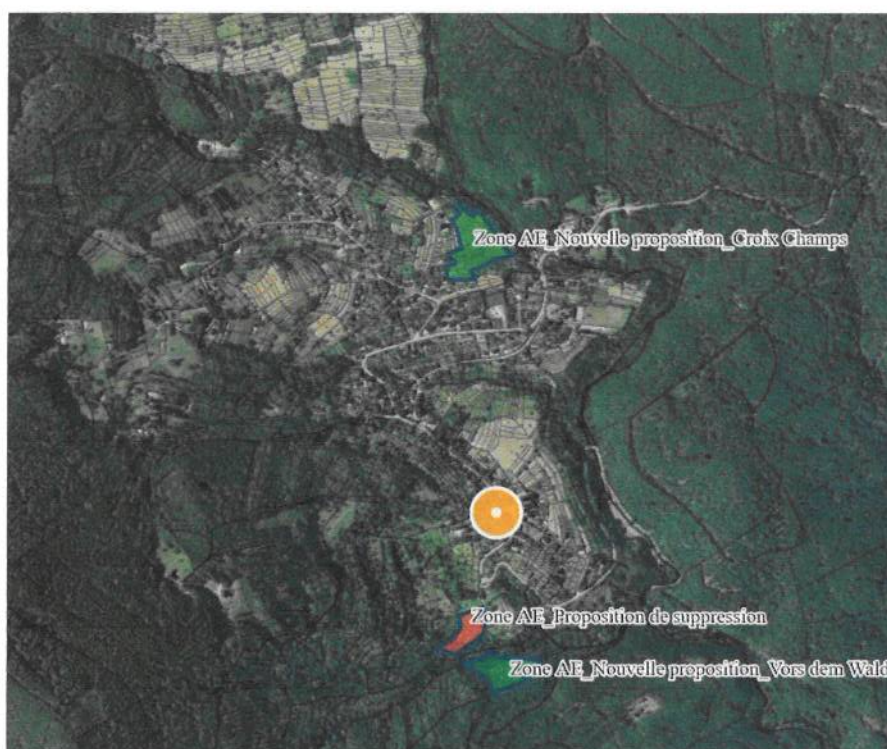 Zone AE_Nouvelle proposition_Croix Champs
Zone AE_Proposition de suppression
Zone AE_Nouvelle proposition_Vors dem Wald